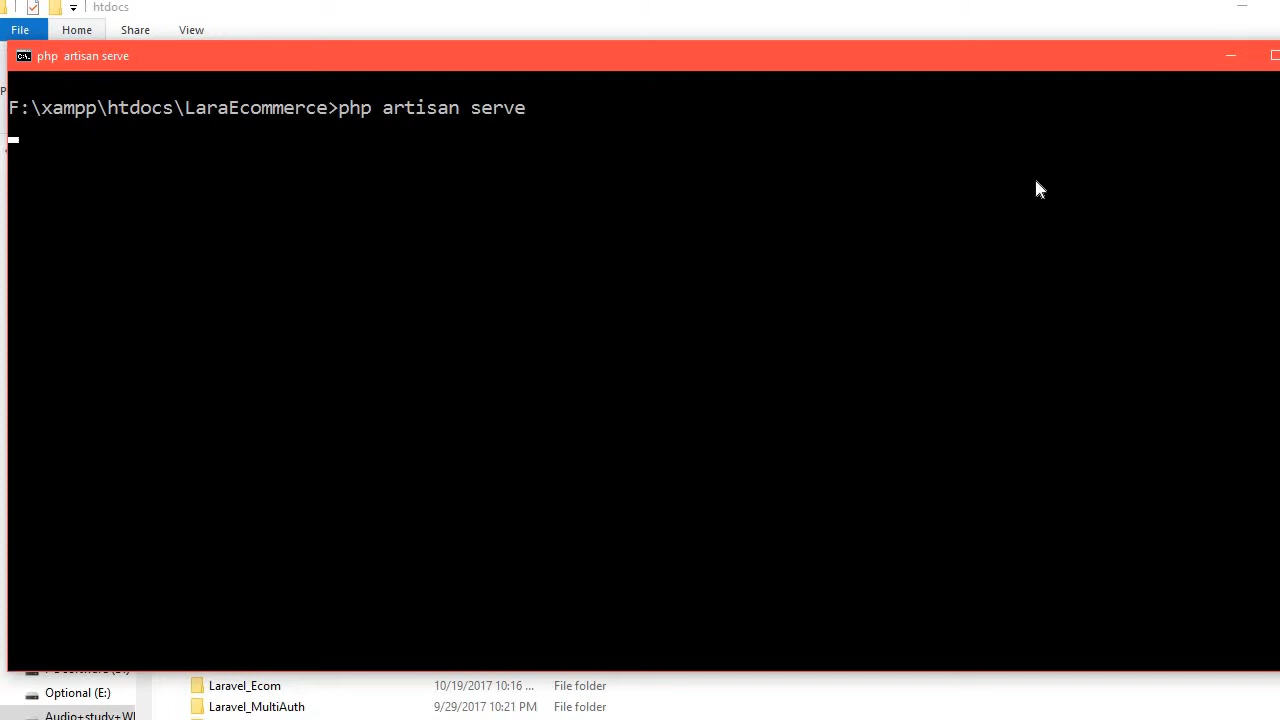 htdocs
File Home Share View
php artisan serve
F:\xampp\htdocs\LaraEcommerce>php artisan serve
Optional (E:)
Laravel_Ecom 10/19/2017 10:16 ... File folder
Audio+study+W
Laravel_MultiAuth 9/29/2017 10:21 PM File folder